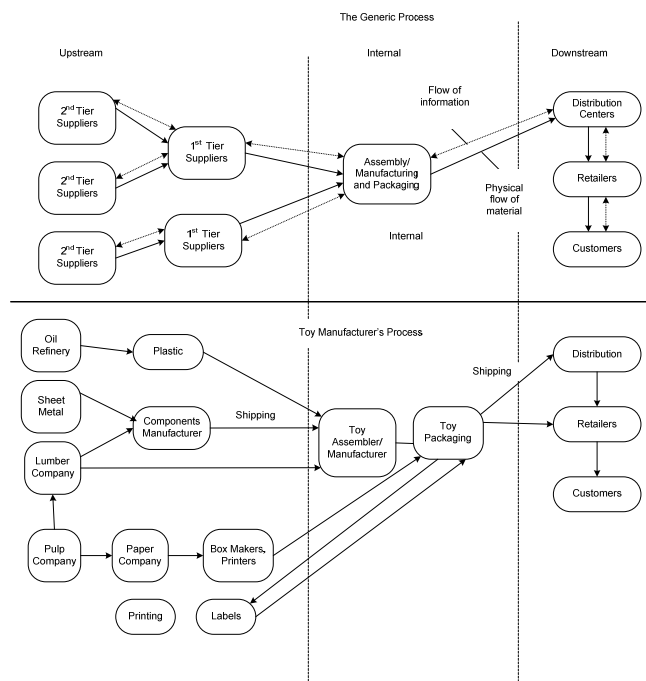 The Generic Process
Upstream
Internal
Downstream
2nd Tier
Suppliers
2nd Tier
Suppliers
2nd Tier
Suppliers
1st Tier
Suppliers
1st Tier
Suppliers
Assembly/
Manufacturing
and Packaging
Internal
Flow of
information
Physical
flow of
material
Distribution
Centers
Retailers
Customers
Toy Manufacturer's Process
Oil
Refinery
Plastic
Sheet
Metal
Components
Manufacturer
Shipping
Lumber
Company
Toy
Assembler/
Manufacturer
Toy
Packaging
Shipping
Distribution
Retailers
Customers
Pulp
Company
Paper
Company
Box Makers,
Printers
Printing
Labels